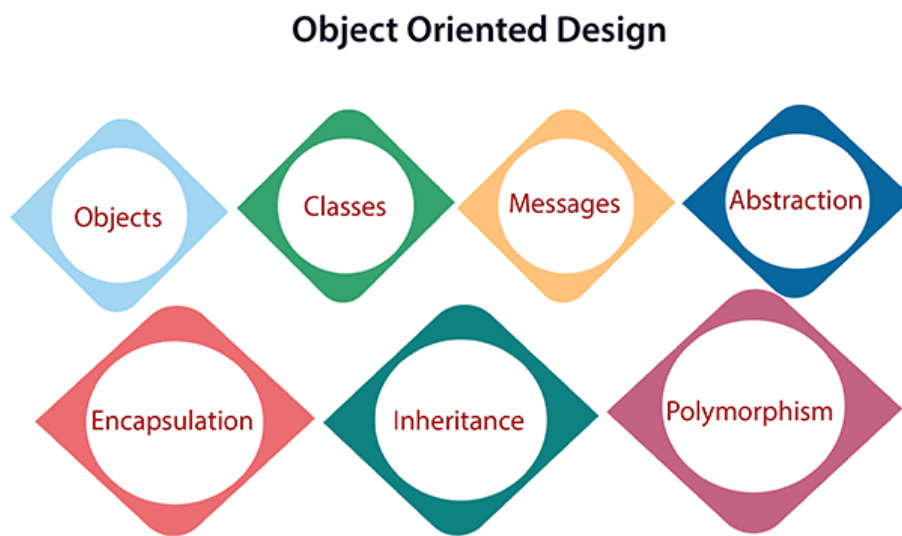 Object Oriented Design
Objects
Classes
Messages
Abstraction
Encapsulation
Inheritance
Polymorphism